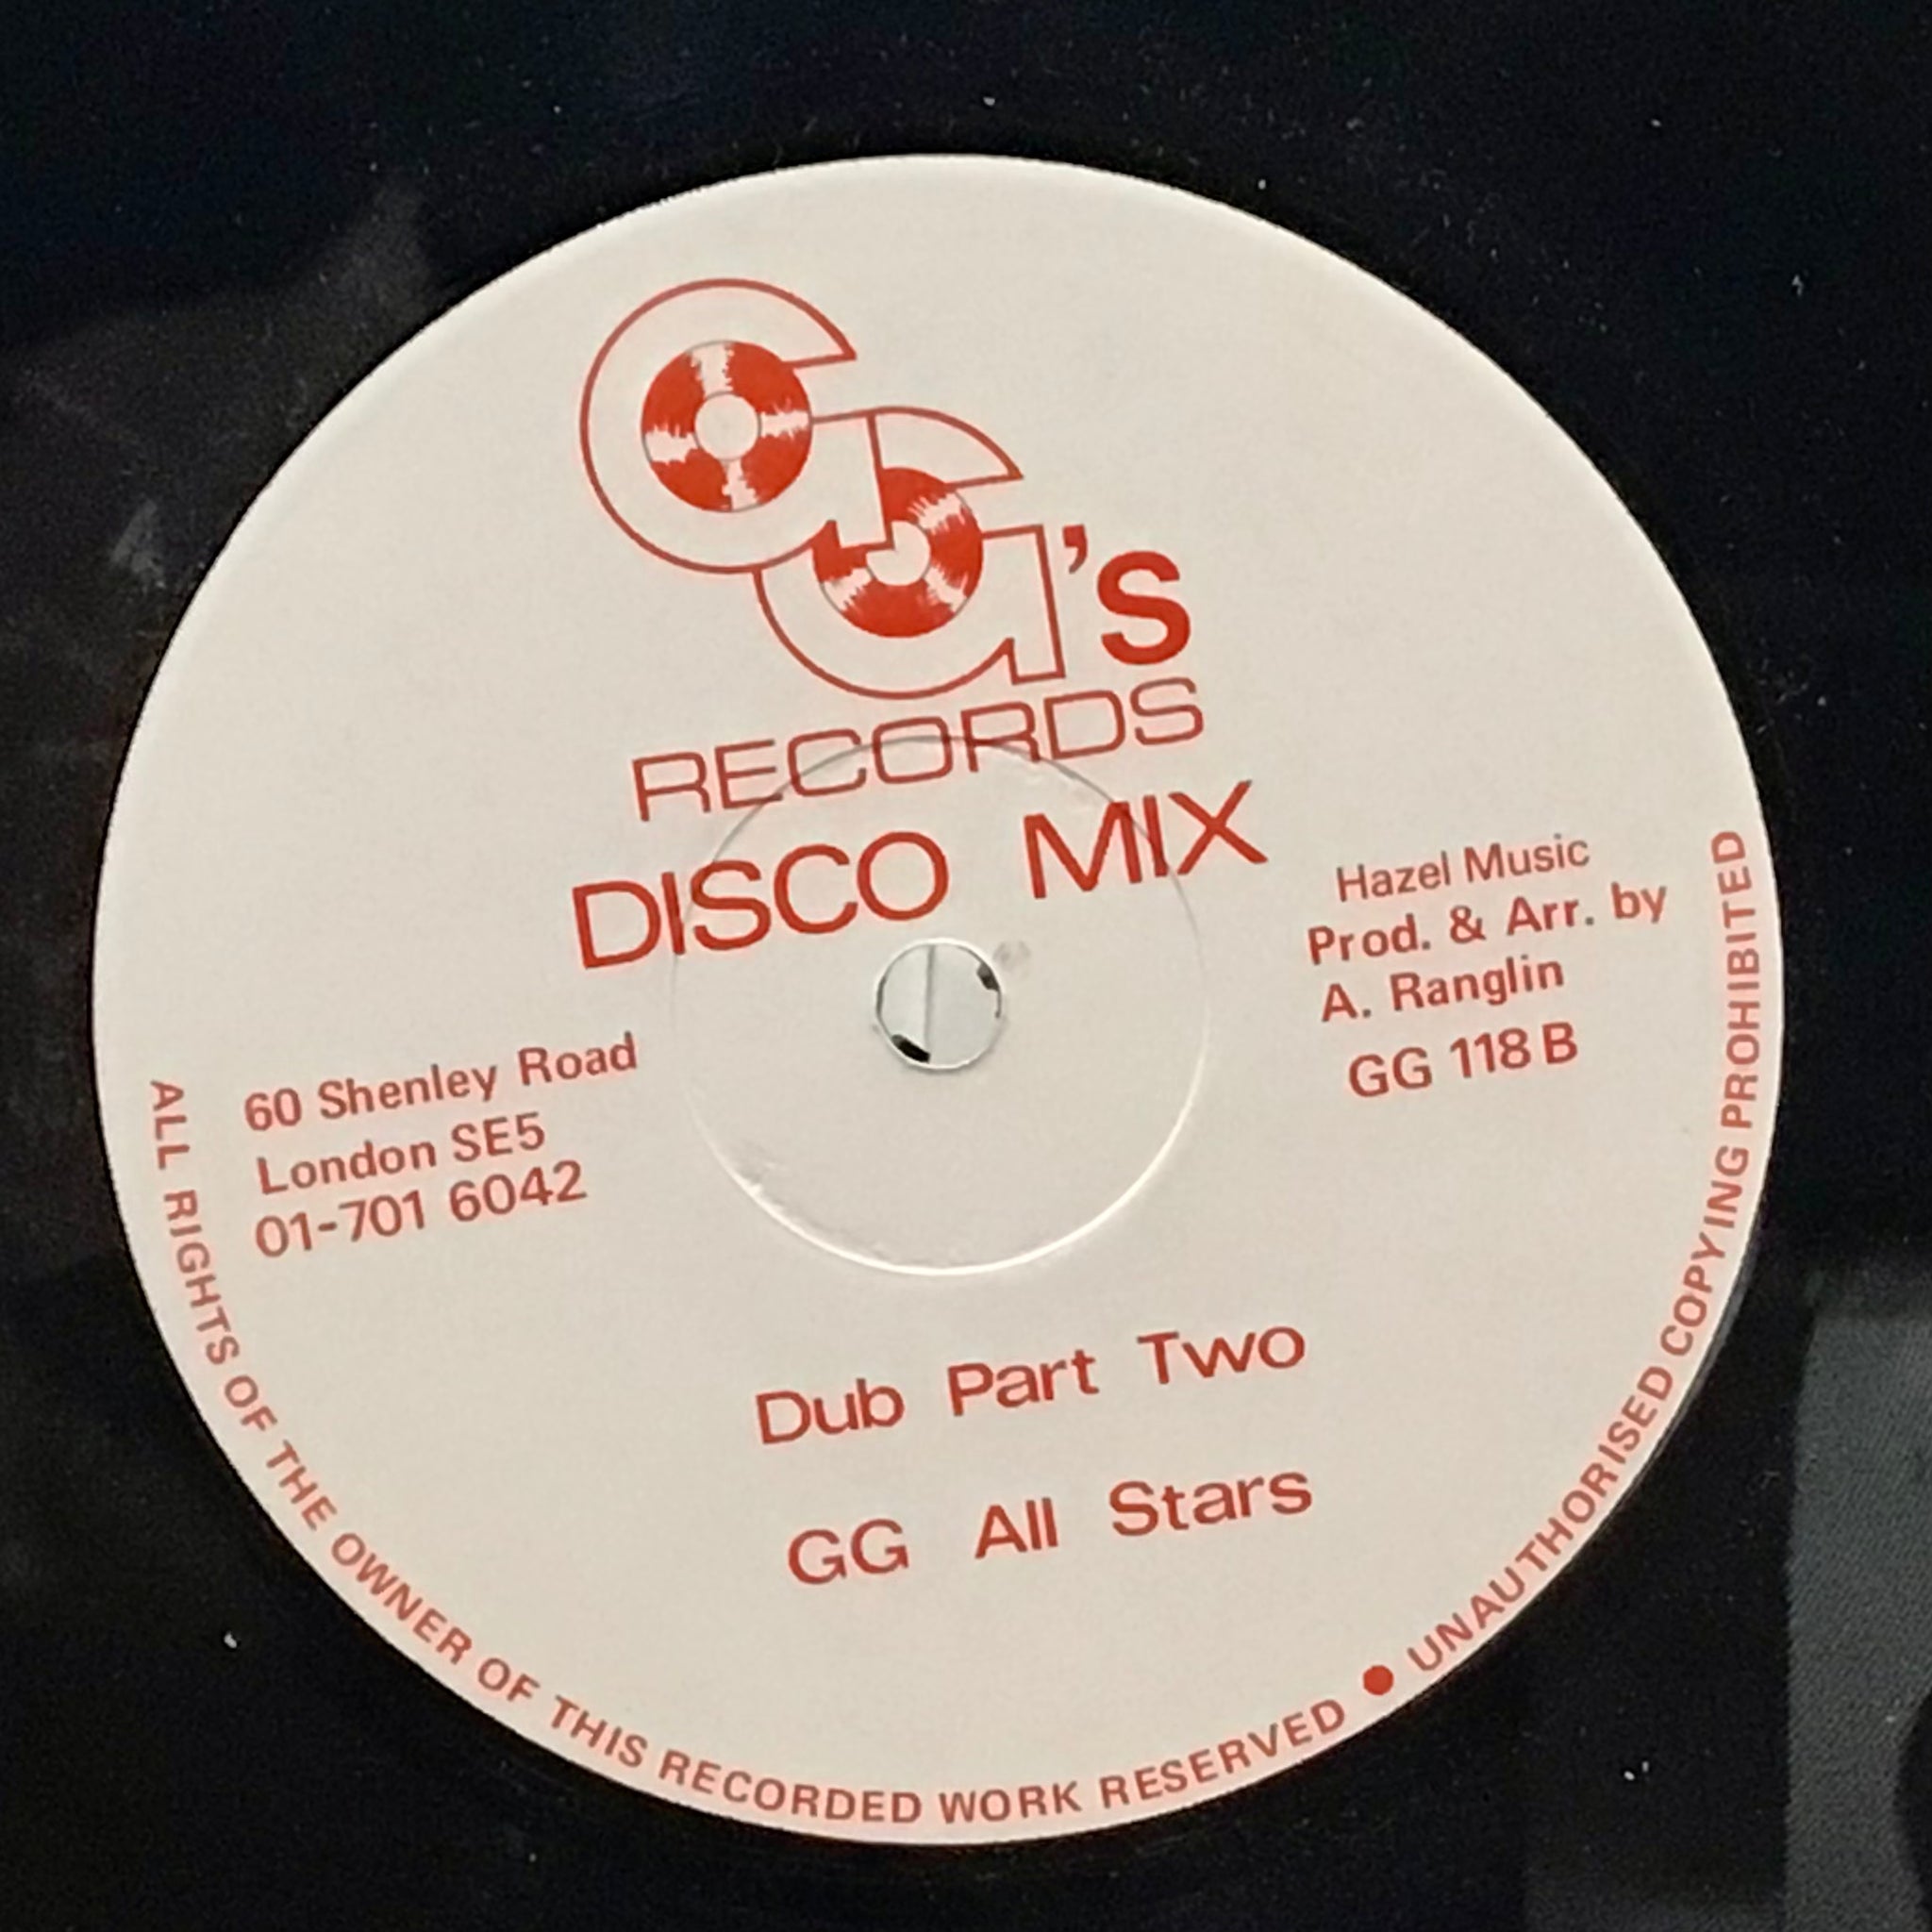 GG's
RECORDS
DISCO MIX
Hazel Music
Prod. & Arr. by
A. Ranglin
GG 118 B
60 Shenley Road
London SE5
01-701 6042
Dub Part Two
GG All Stars
ALL RIGHTS OF THE OWNER OF THIS RECORDED WORK RESERVED ● UNAUTHORISED COPYING PROHIBITED